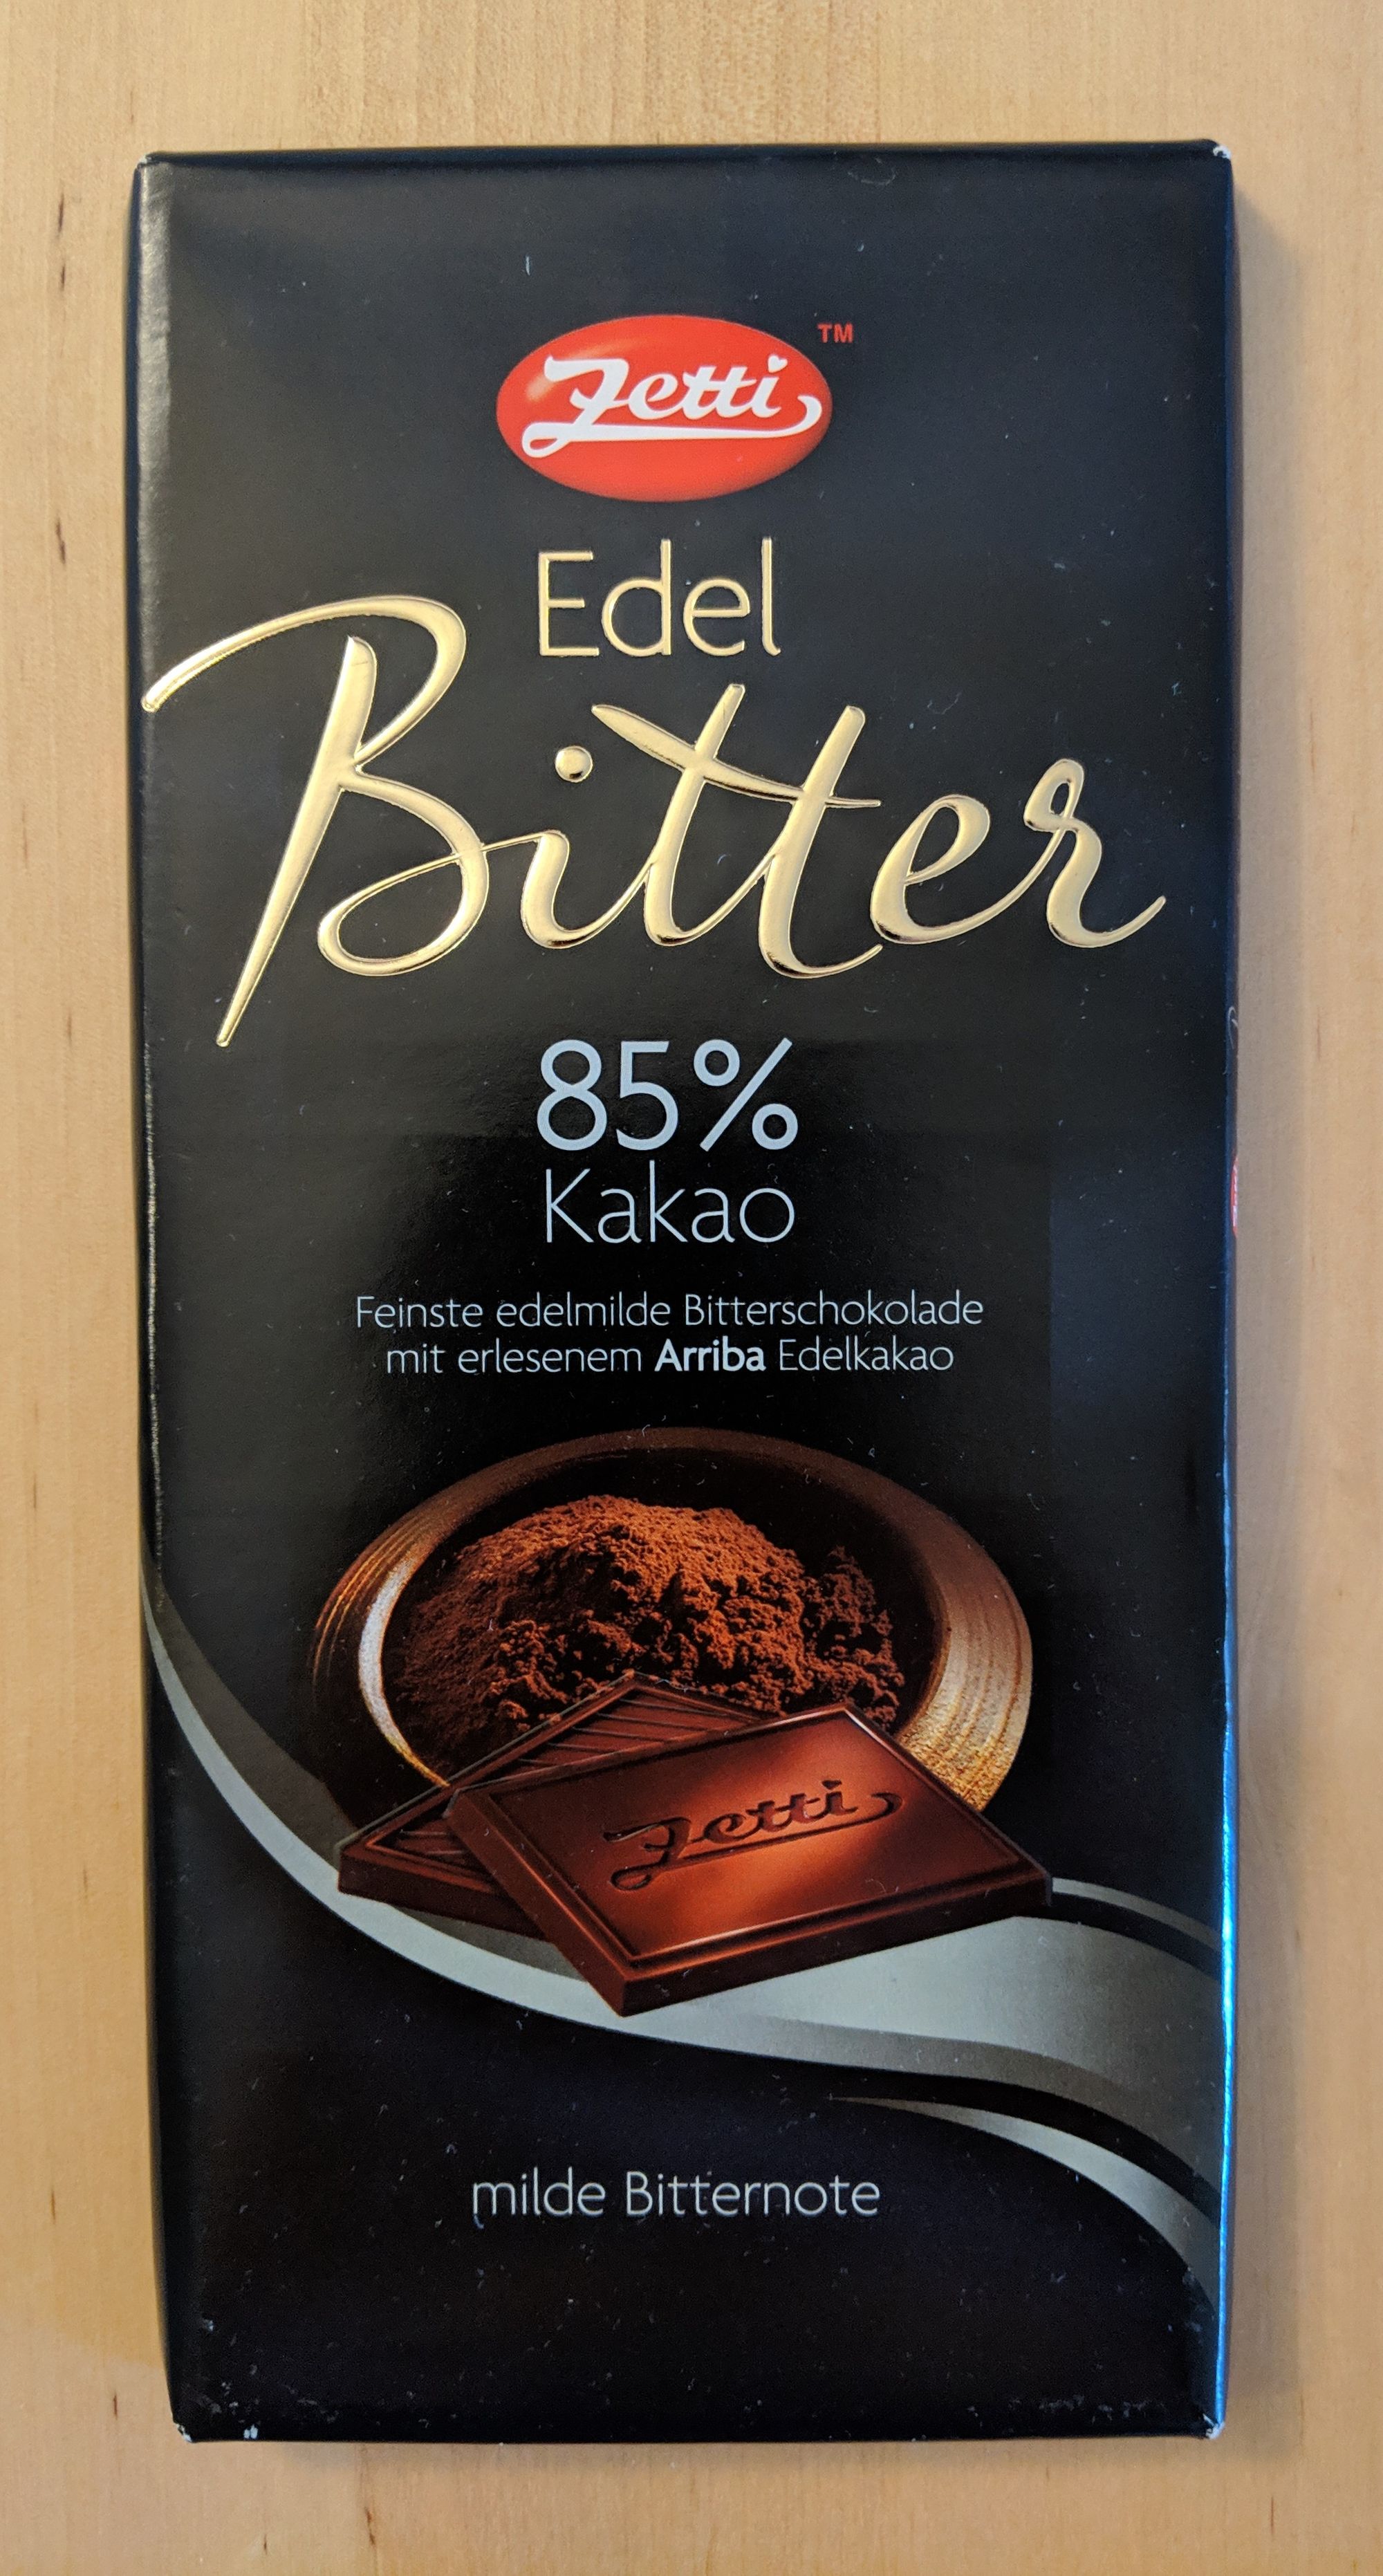 Zetti
TM
Edel
Bitter
85%
Kakao
Feinste edelmilde Bitterschokolade
mit erlesenem Arriba Edelkakao
Zetti
milde Bitternote